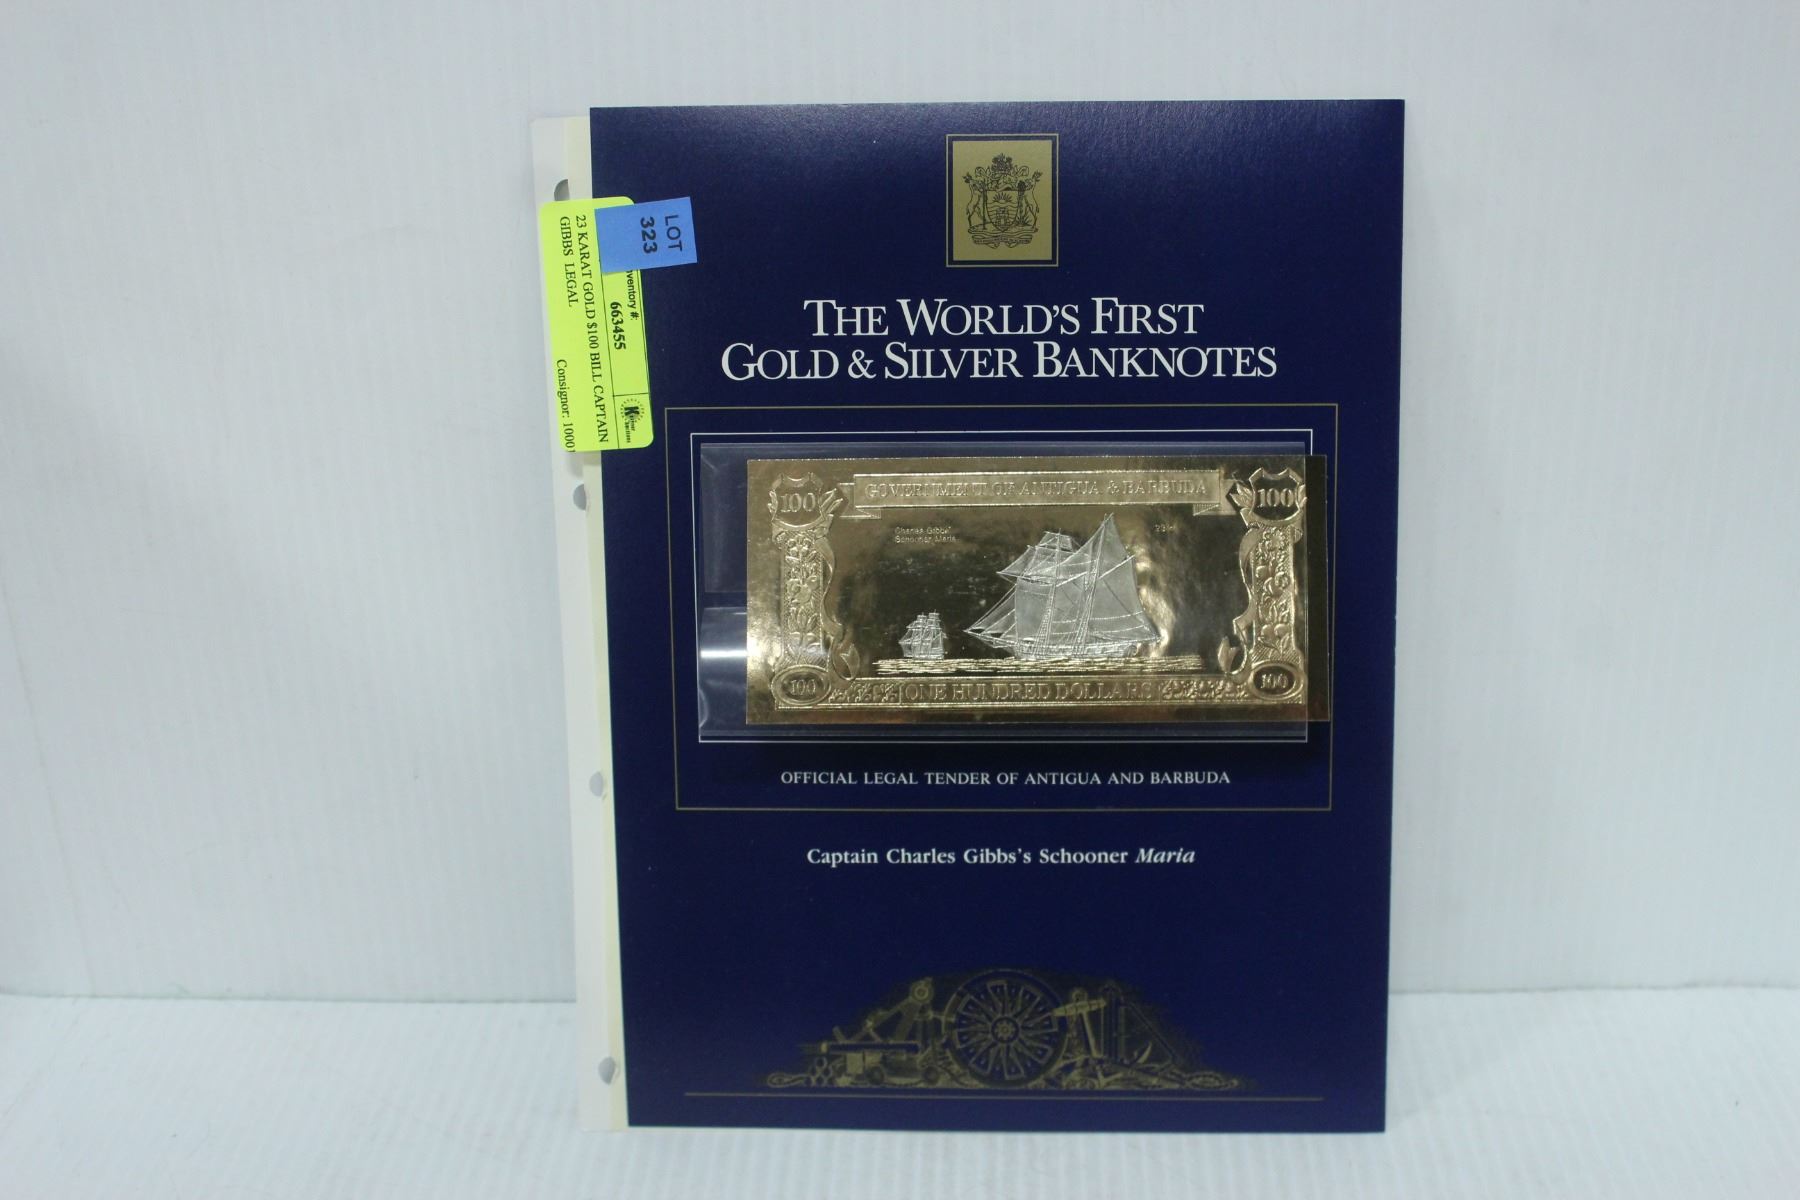 LOT
323
nventory #:
663455
23 KARAT GOLD $100 BILL CAPTAIN
GIBBS LEGAL
Consignor: 1000
THE WORLD'S FIRST
GOLD & SILVER BANKNOTES
100
GOVERNMENT OF ANTIGUA & BARBUDA
100
Charles Gibbs'
Schooner Maria
100
ONE HUNDRED DOLLARS
100
OFFICIAL LEGAL TENDER OF ANTIGUA AND BARBUDA
Captain Charles Gibbs's Schooner Maria